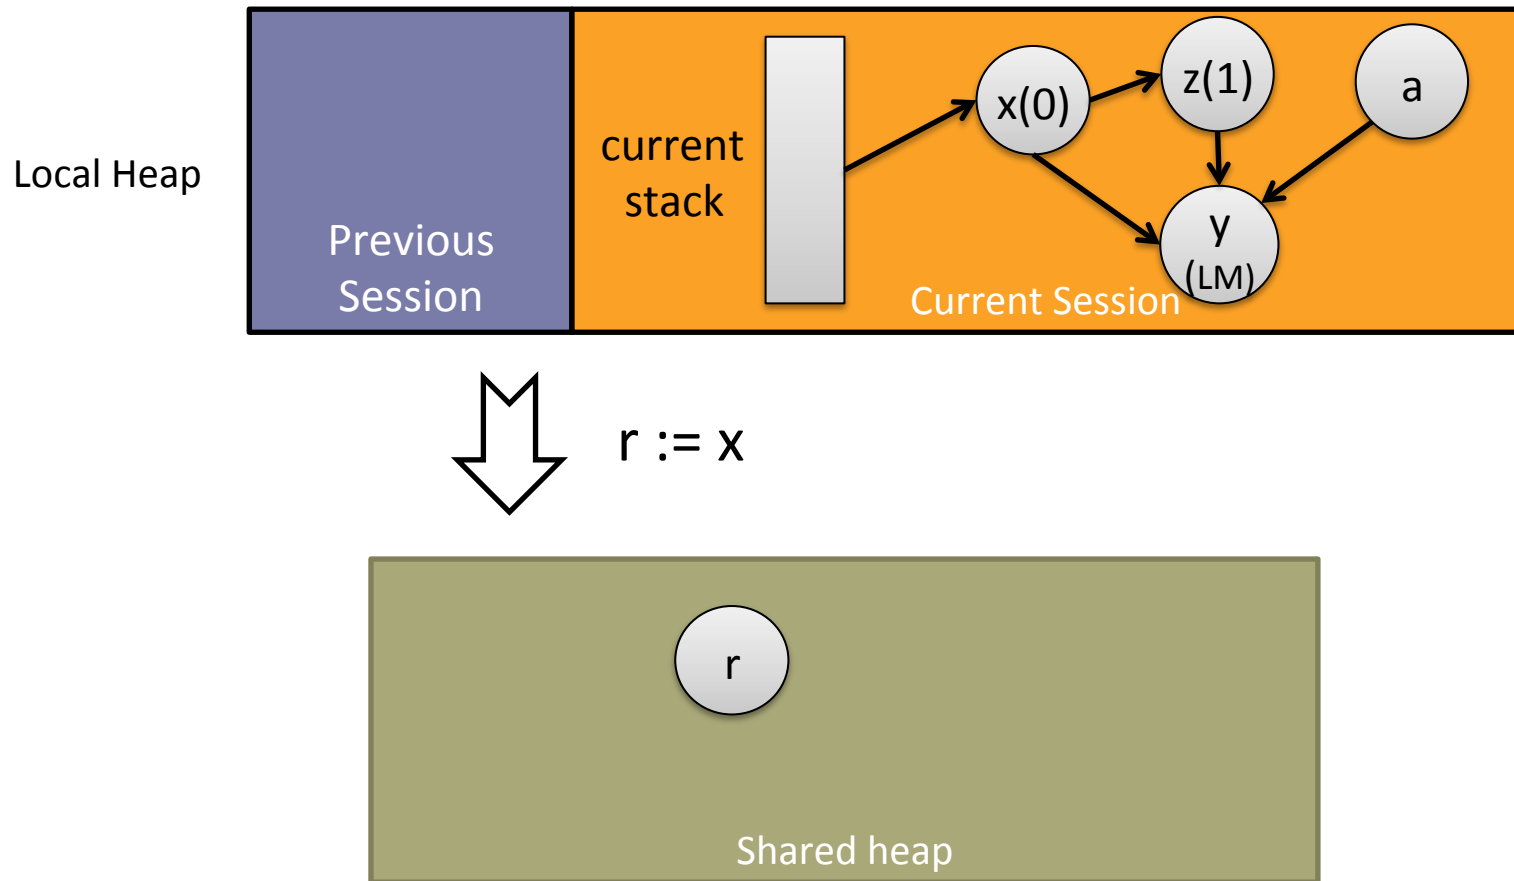 Local Heap
Previous
Session
current
stack
x(0)
z(1)
a
y
(LM)
Current Session
r := x
r
Shared heap